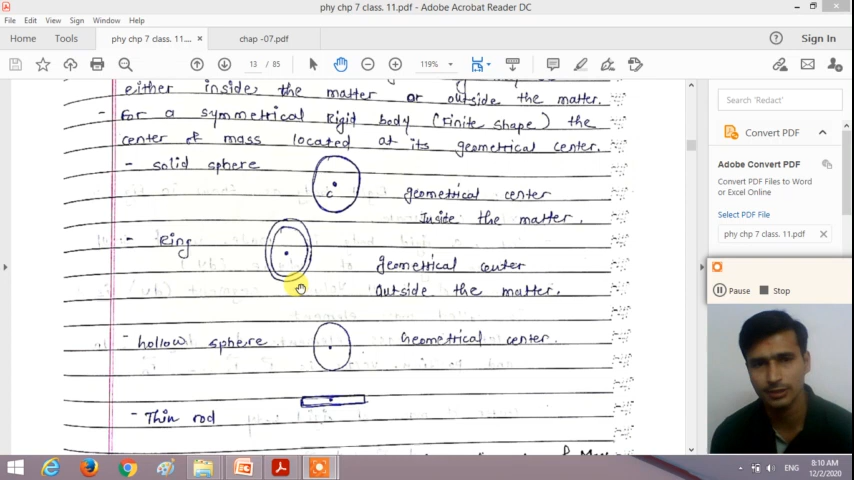 phy chp 7 class. 11.pdf - Adobe Acrobat Reader DC
File Edit View Sign Window Help
Home Tools phy chp 7 class. 11.... × chap -07.pdf Sign In
13 / 85 119%
either inside the matter or outside the matter.
- For a symmetrical Rigid body (Finite shape) the
center of mass located at its geometrical center.
- solid sphere
c
geometrical center
Inside the matter.
- Ring
geometrical center
outside the matter.
- hollow sphere
Geometrical center.
- Thin rod
Search 'Redact'
Convert PDF
Adobe Convert PDF
Convert PDF Files to Word
or Excel Online
Select PDF File
phy chp 7 class. 11.pdf
Pause Stop
ENG
8:10 AM
12/2/2020